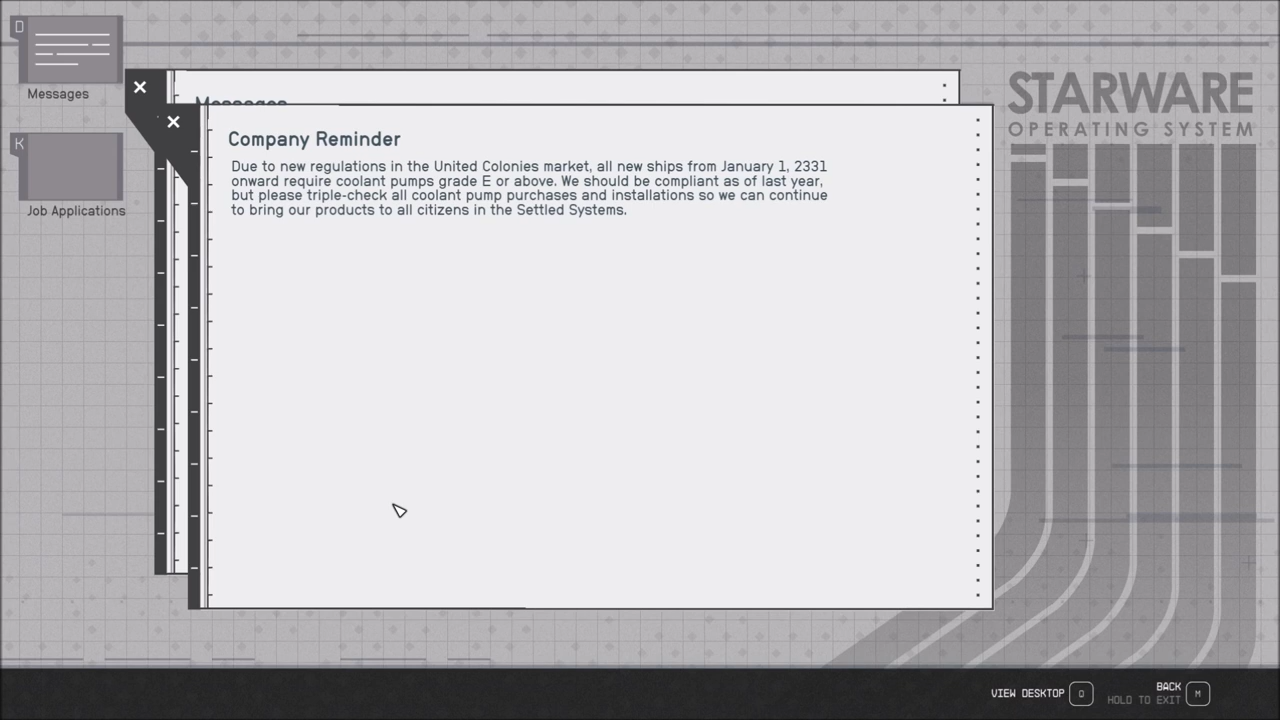 D
Messages
K
Job Applications
Messages
Company Reminder
Due to new regulations in the United Colonies market, all new ships from January 1, 2331
onward require coolant pumps grade E or above. We should be compliant as of last year,
but please triple-check all coolant pump purchases and installations so we can continue
to bring our products to all citizens in the Settled Systems.
STARWARE
OPERATING SYSTEM
VIEW DESKTOP Q
BACK M
HOLD TO EXIT